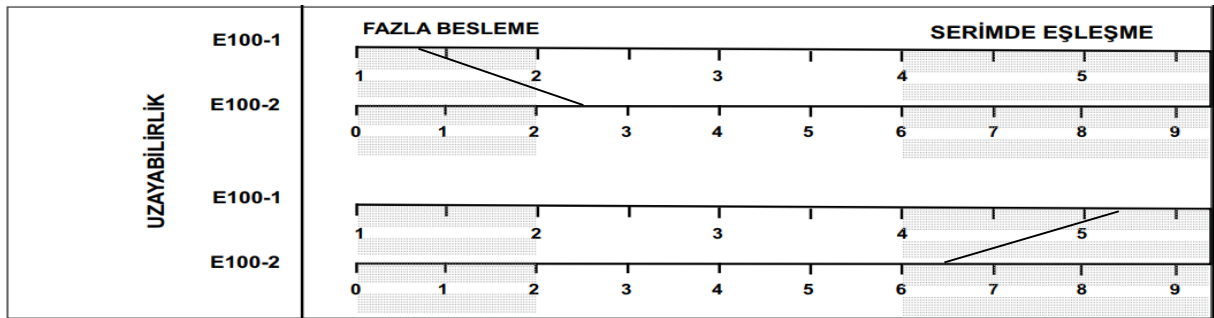 FAZLA BESLEME SERİMDE EŞLEŞME
E100-1
1 2 3 4 5
E100-2
0 1 2 3 4 5 6 7 8 9
UZAYABİLİRLİK
E100-1
1 2 3 4 5
E100-2
0 1 2 3 4 5 6 7 8 9